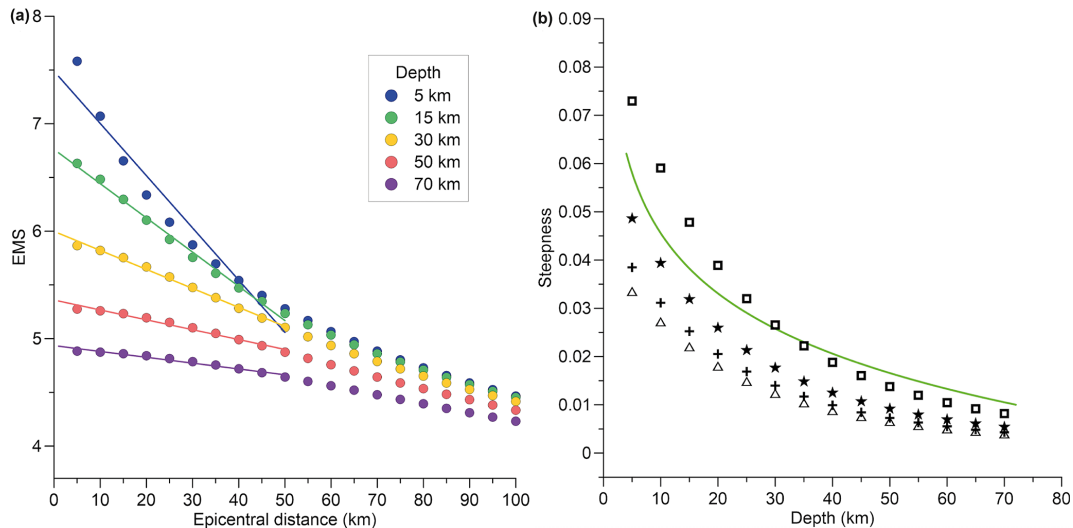 (a)
8
7
6
5
4
EMS
0 10 20 30 40 50 60 70 80 90 100
Epicentral distance (km)
Depth
5 km
15 km
30 km
50 km
70 km
(b)
0.09
0.08
0.07
0.06
0.05
0.04
0.03
0.02
0.01
0
Steepness
0 10 20 30 40 50 60 70 80
Depth (km)